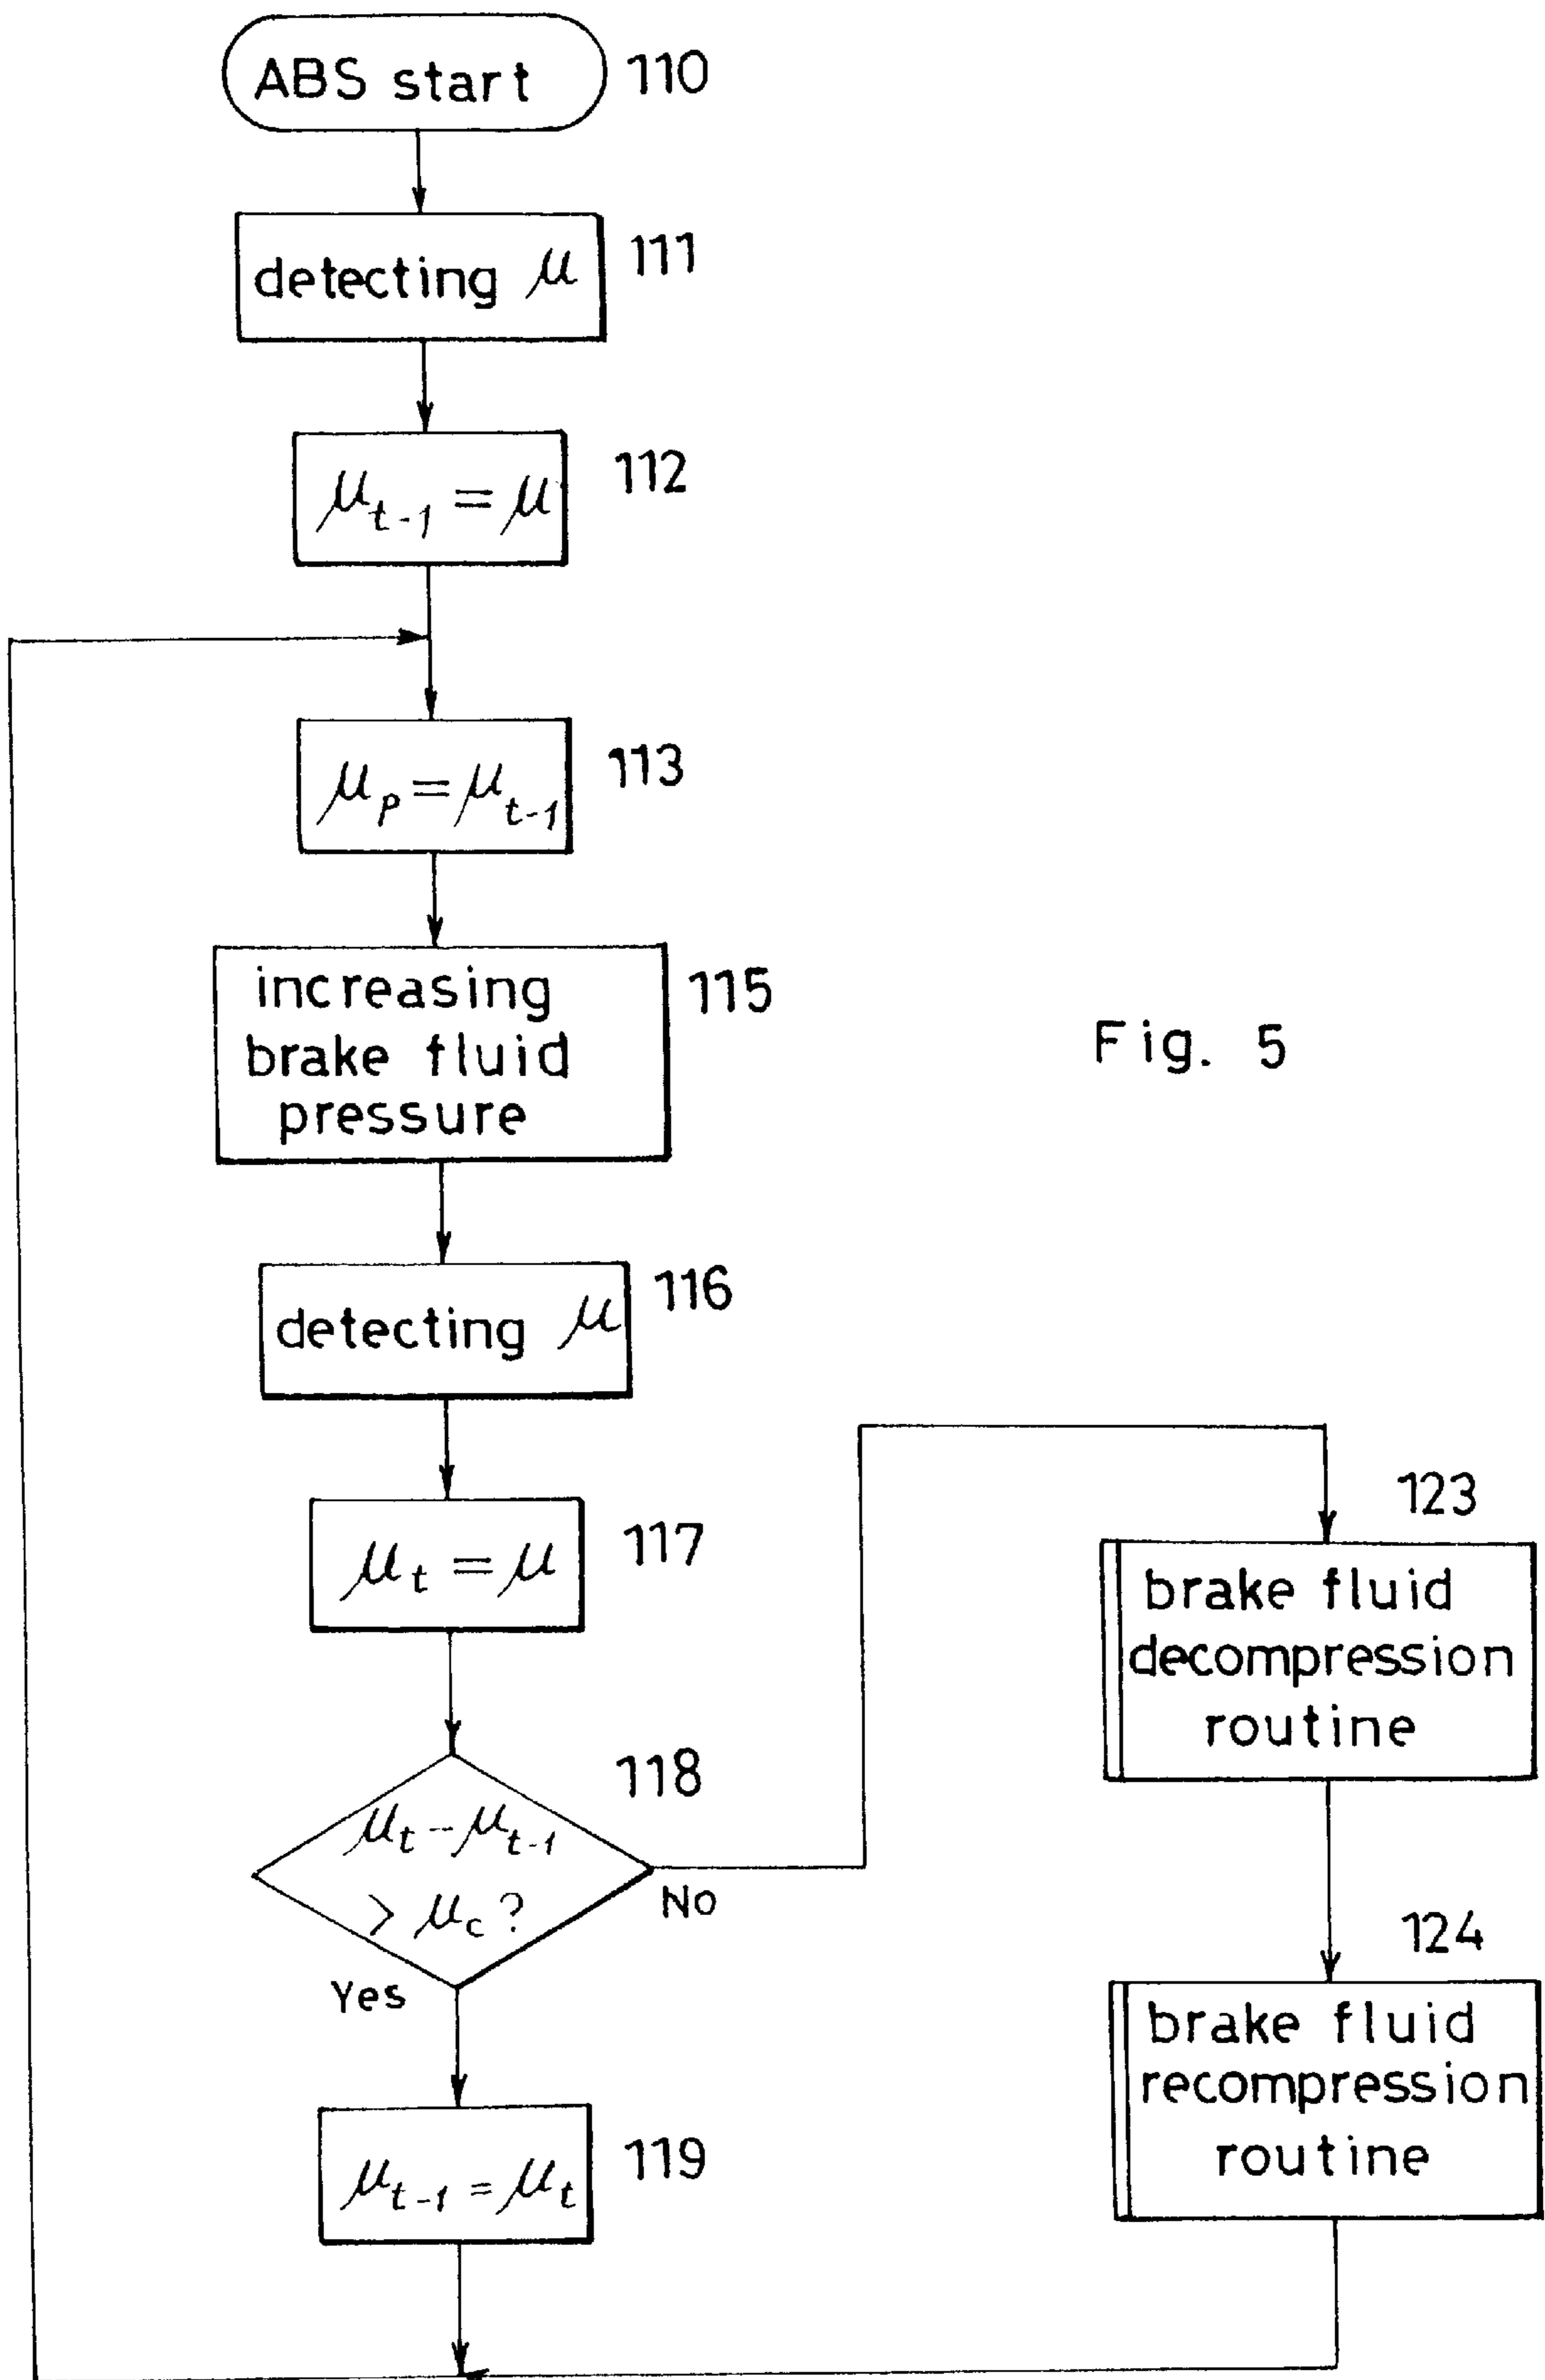 ABS start
110
detecting μ
111
μt-1 = μ
112
μp = μt-1
113
increasing
brake fluid
pressure
115
Fig. 5
detecting μ
116
μt = μ
117
μt - μt-1
> μc ?
118
No
Yes
μt-1 = μt
119
123
brake fluid
decompression
routine
124
brake fluid
recompression
routine